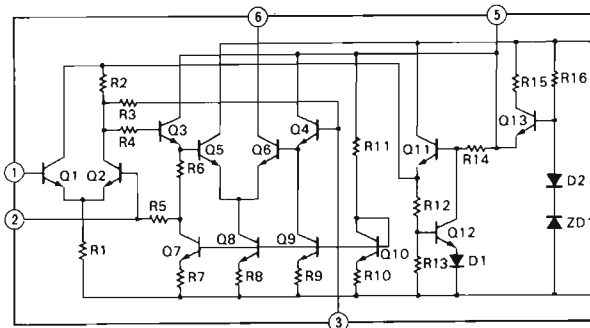 6 5
R2 R15 R16
R3 Q13
R4 Q3 Q4
R11
Q5 Q6 Q11 R14
1 Q1 Q2 R6
D2
R12
2 R5 Q12 ZD1
Q7 Q8 Q9 Q10
R1 R13 D1
R7 R8 R9 R10
3